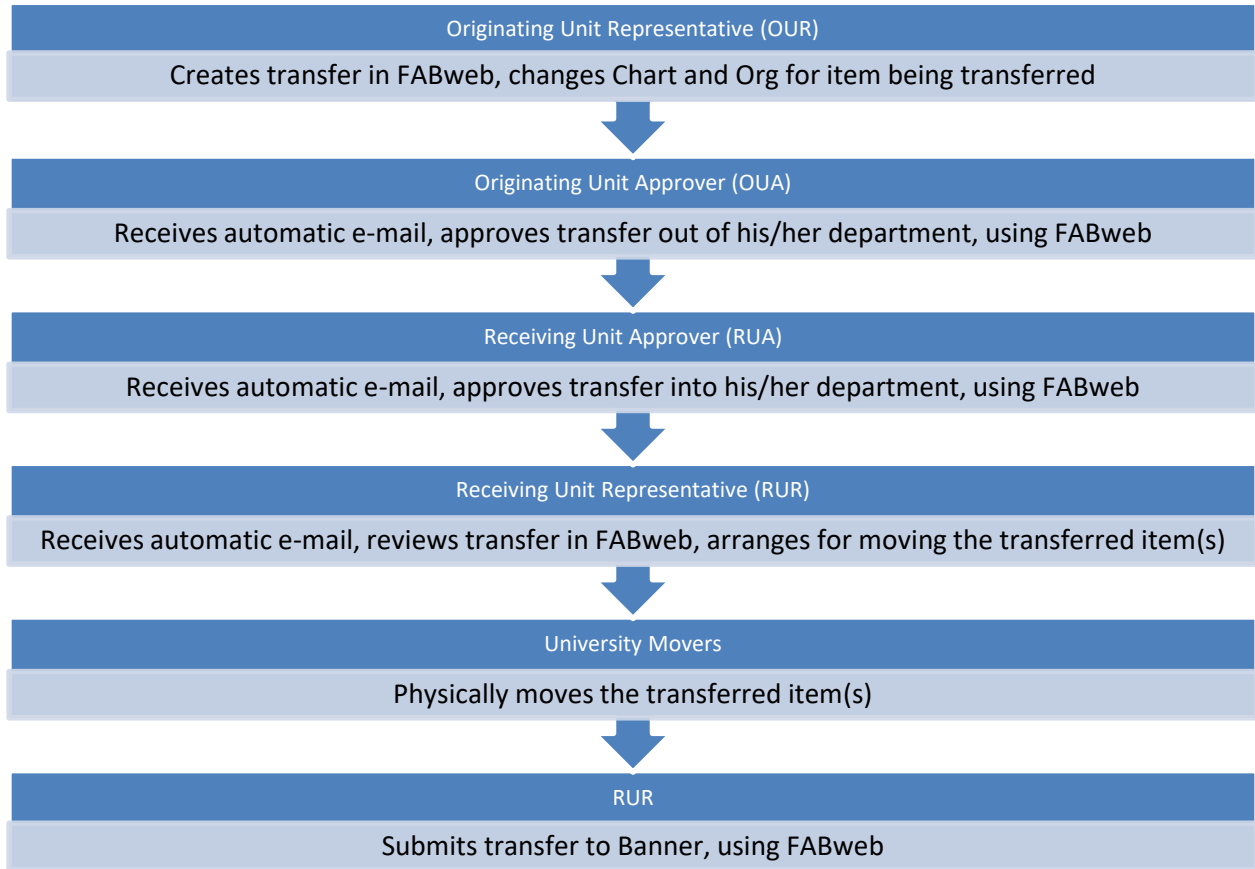 Originating Unit Representative (OUR)
Creates transfer in FABweb, changes Chart and Org for item being transferred
Originating Unit Approver (OUA)
Receives automatic e-mail, approves transfer out of his/her department, using FABweb
Receiving Unit Approver (RUA)
Receives automatic e-mail, approves transfer into his/her department, using FABweb
Receiving Unit Representative (RUR)
Receives automatic e-mail, reviews transfer in FABweb, arranges for moving the transferred item(s)
University Movers
Physically moves the transferred item(s)
RUR
Submits transfer to Banner, using FABweb